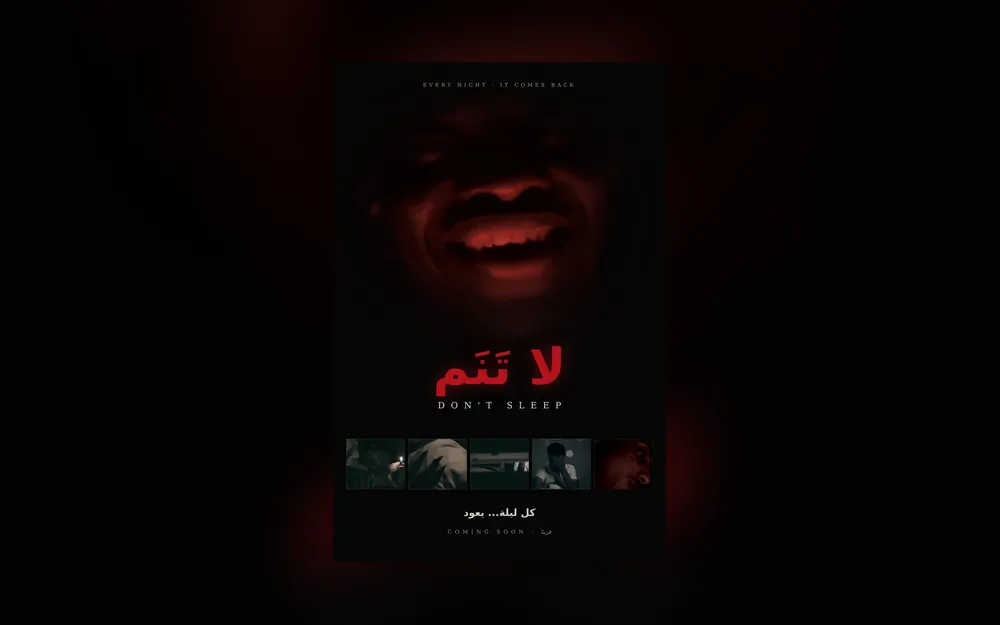 EVERY NIGHT · IT COMES BACK
لا تَنَم
DON'T SLEEP
كل ليلة... يعود
COMING SOON · قريبًا